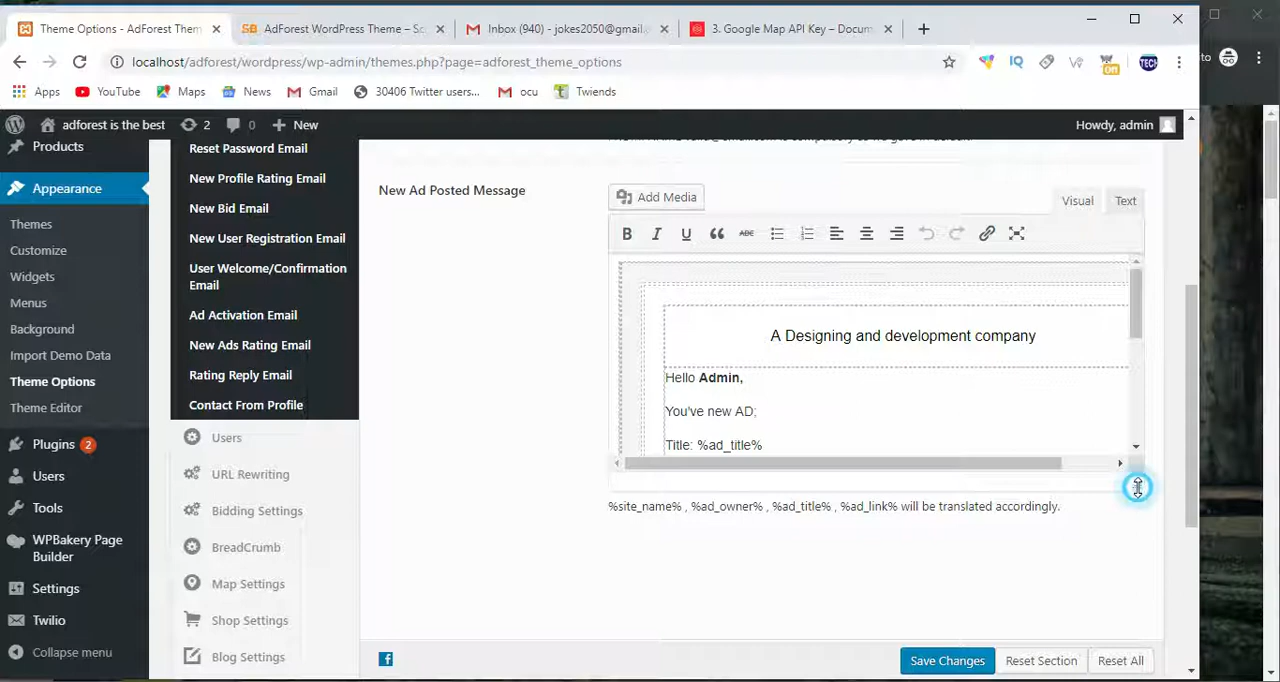 Theme Options - AdForest Them
AdForest WordPress Theme – Sc
Inbox (940) - jokes2050@gmail.
3. Google Map API Key – Docum
localhost/adforest/wordpress/wp-admin/themes.php?page=adforest_theme_options
Apps
YouTube
Maps
News
Gmail
30406 Twitter users...
ocu
Twiends
adforest is the best
2
0
New
Howdy, admin
Products
Appearance
Themes
Customize
Widgets
Menus
Background
Import Demo Data
Theme Options
Theme Editor
Plugins 2
Users
Tools
WPBakery Page
Builder
Settings
Twilio
Collapse menu
Reset Password Email
New Profile Rating Email
New Bid Email
New User Registration Email
User Welcome/Confirmation
Email
Ad Activation Email
New Ads Rating Email
Rating Reply Email
Contact From Profile
Users
URL Rewriting
Bidding Settings
BreadCrumb
Map Settings
Shop Settings
Blog Settings
New Ad Posted Message
Add Media
Visual
Text
B I U ABC
A Designing and development company
Hello Admin,
You've new AD;
Title: %ad_title%
%site_name% , %ad_owner% , %ad_title% , %ad_link% will be translated accordingly.
Save Changes
Reset Section
Reset All